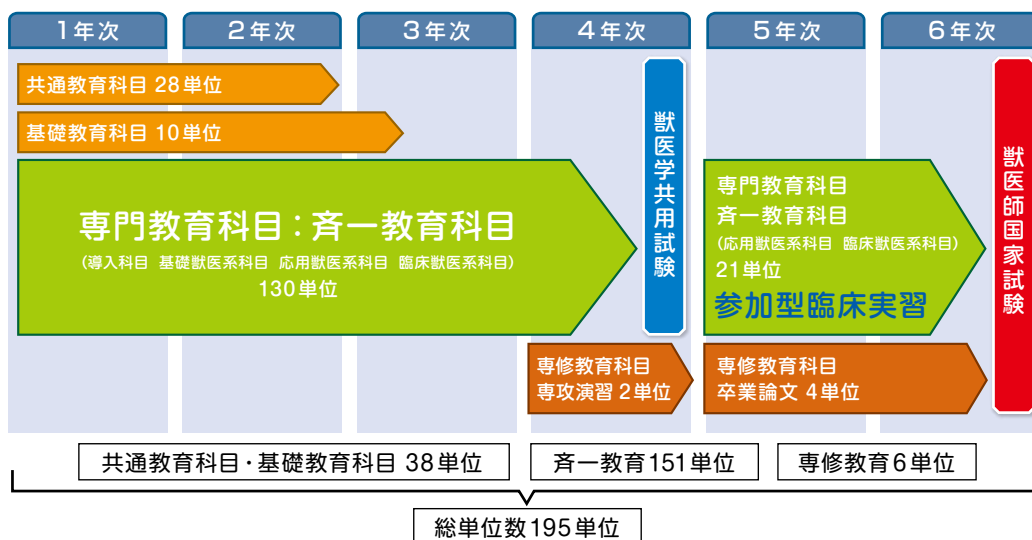 1年次
2年次
3年次
4年次
5年次
6年次
共通教育科目 28単位
基礎教育科目 10単位
専門教育科目：斉一教育科目
(導入科目 基礎獣医系科目 応用獣医系科目 臨床獣医系科目)
130単位
獣医学共用試験
専門教育科目
斉一教育科目
(応用獣医系科目 臨床獣医系科目)
21単位
参加型臨床実習
獣医師国家試験
専修教育科目
専攻演習 2単位
専修教育科目
卒業論文 4単位
共通教育科目・基礎教育科目 38単位
斉一教育151単位
専修教育6単位
総単位数195単位